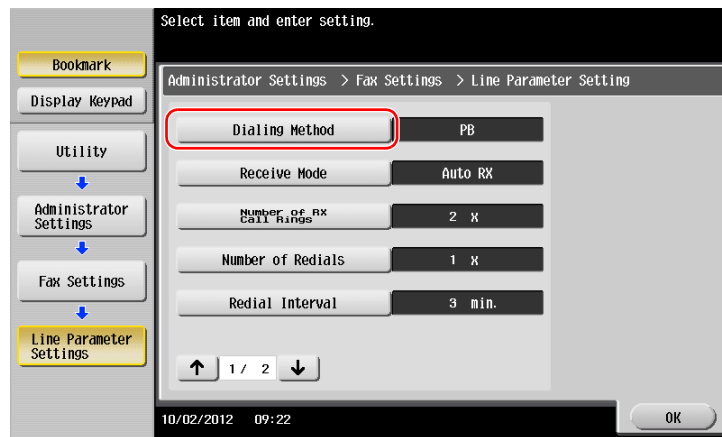 Select item and enter setting.
Bookmark
Display Keypad
Utility
Administrator
Settings
Fax Settings
Line Parameter
Settings
Administrator Settings > Fax Settings > Line Parameter Setting
Dialing Method PB
Receive Mode Auto RX
Number of RX
Call Rings 2 X
Number of Redials 1 X
Redial Interval 3 min.
↑ 1/ 2 ↓
10/02/2012 09:22
OK